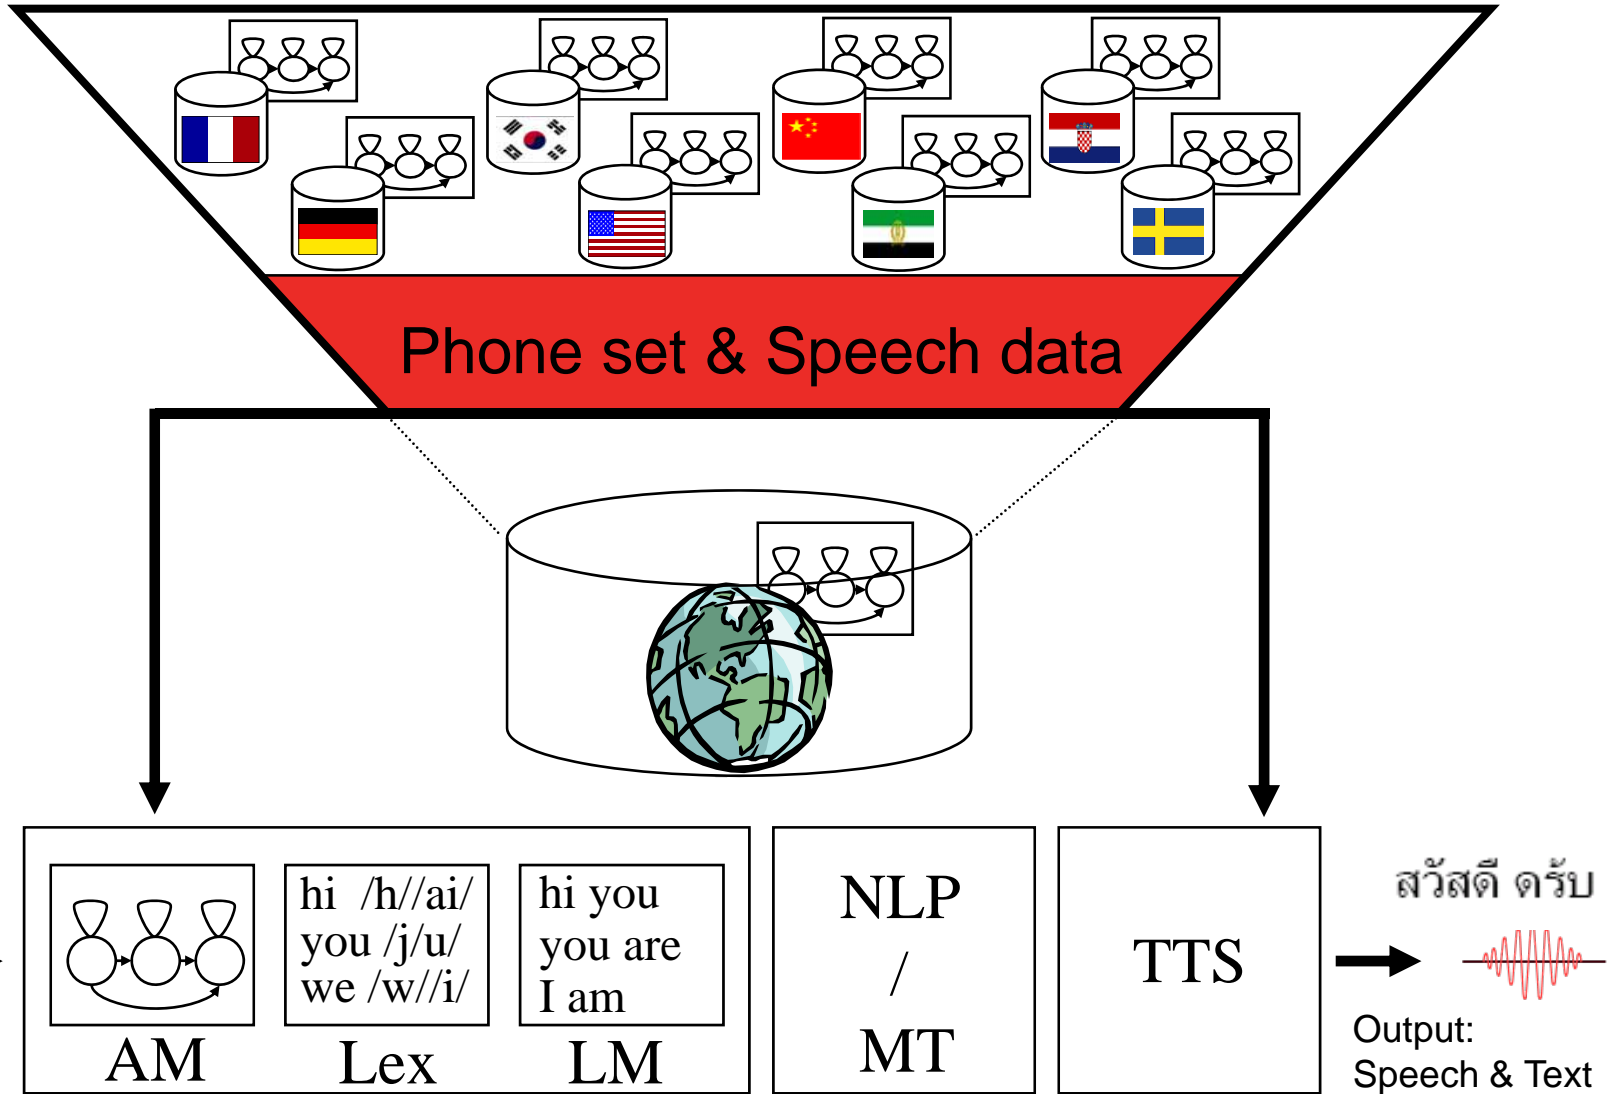 Phone set & Speech data
hi /h//ai/
you /j/u/
we /w//i/
hi you
you are
I am
AM
Lex
LM
NLP
/
MT
TTS
สวัสดี ดรับ
Output:
Speech & Text